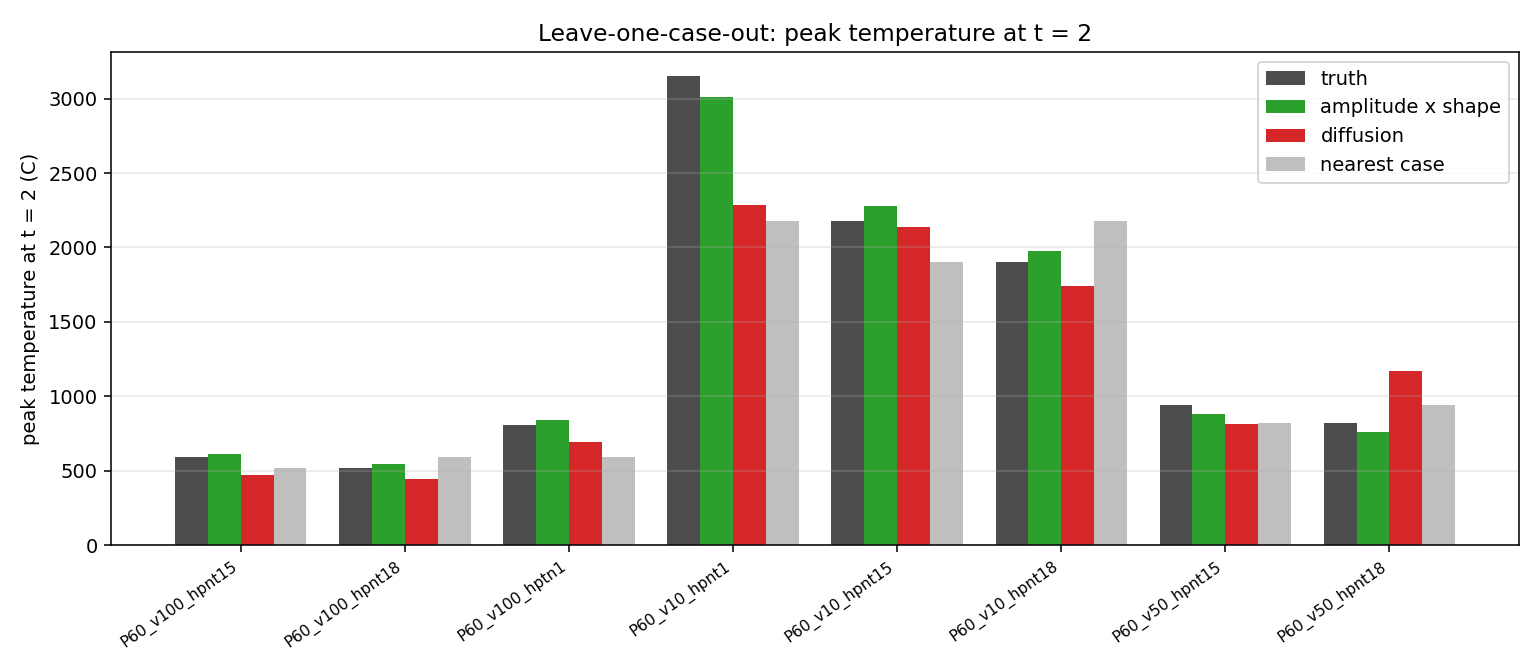 Leave-one-case-out: peak temperature at t = 2
peak temperature at t = 2 (C)
3000
2500
2000
1500
1000
500
0
truth
amplitude x shape
diffusion
nearest case
P60_v100_hpnt15
P60_v100_hpnt18
P60_v100_hptn1
P60_v10_hpnt1
P60_v10_hpnt15
P60_v10_hpnt18
P60_v50_hpnt15
P60_v50_hpnt18